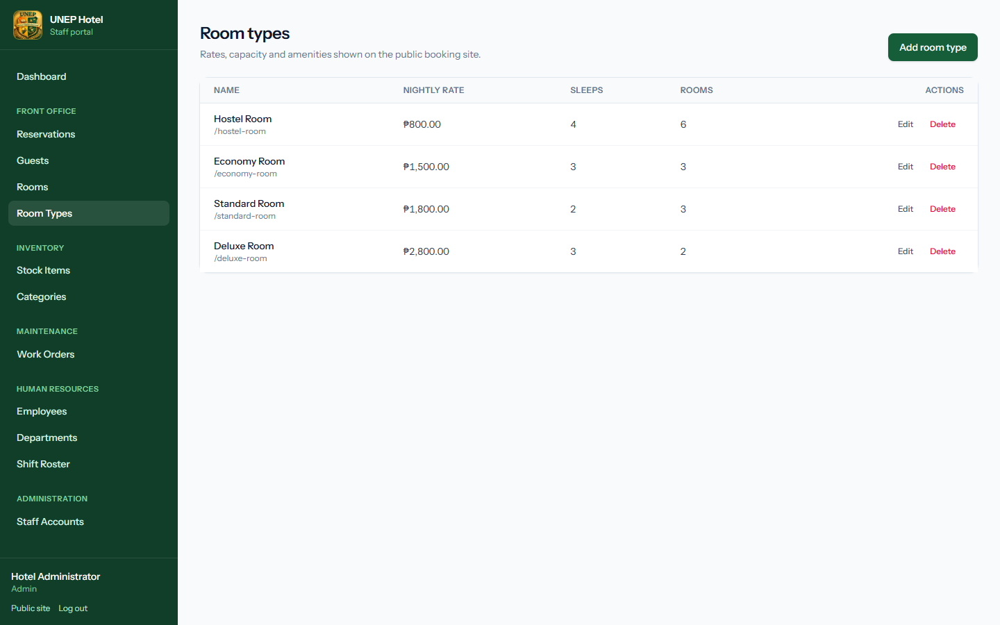 UNEP
UNEP Hotel
Staff portal
Dashboard
FRONT OFFICE
Reservations
Guests
Rooms
Room Types
INVENTORY
Stock Items
Categories
MAINTENANCE
Work Orders
HUMAN RESOURCES
Employees
Departments
Shift Roster
ADMINISTRATION
Staff Accounts
Hotel Administrator
Admin
Public site Log out
Room types
Rates, capacity and amenities shown on the public booking site.
Add room type
NAME NIGHTLY RATE SLEEPS ROOMS ACTIONS
Hostel Room
/hostel-room
₱800.00 4 6 Edit Delete
Economy Room
/economy-room
₱1,500.00 3 3 Edit Delete
Standard Room
/standard-room
₱1,800.00 2 3 Edit Delete
Deluxe Room
/deluxe-room
₱2,800.00 3 2 Edit Delete